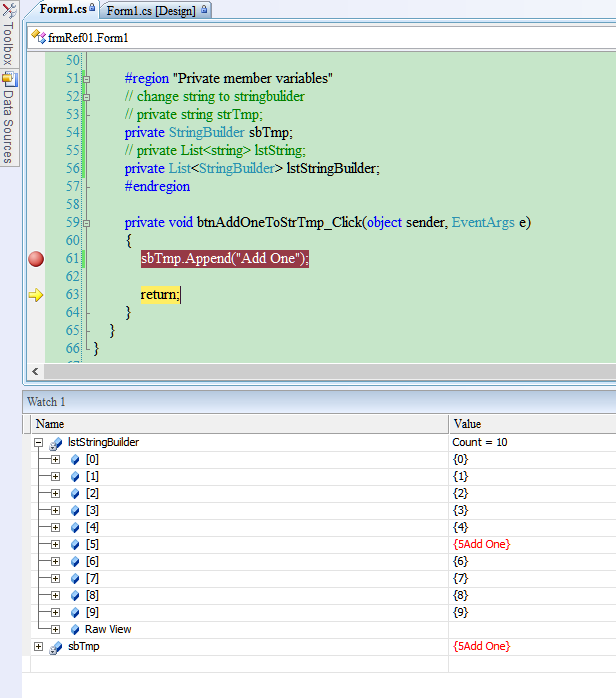 Form1.cs
Form1.cs [Design]
Toolbox
Data Sources
frmRef01.Form1
50
51 #region "Private member variables"
52 // change string to stringbulider
53 // private string strTmp;
54 private StringBuilder sbTmp;
55 // private List<string> lstString;
56 private List<StringBuilder> lstStringBuilder;
57 #endregion
58
59 private void btnAddOneToStrTmp_Click(object sender, EventArgs e)
60 {
61 sbTmp.Append("Add One");
62
63 return;
64 }
65 }
66 }
Watch 1
Name Value
lstStringBuilder Count = 10
[0] {0}
[1] {1}
[2] {2}
[3] {3}
[4] {4}
[5] {5Add One}
[6] {6}
[7] {7}
[8] {8}
[9] {9}
Raw View
sbTmp {5Add One}